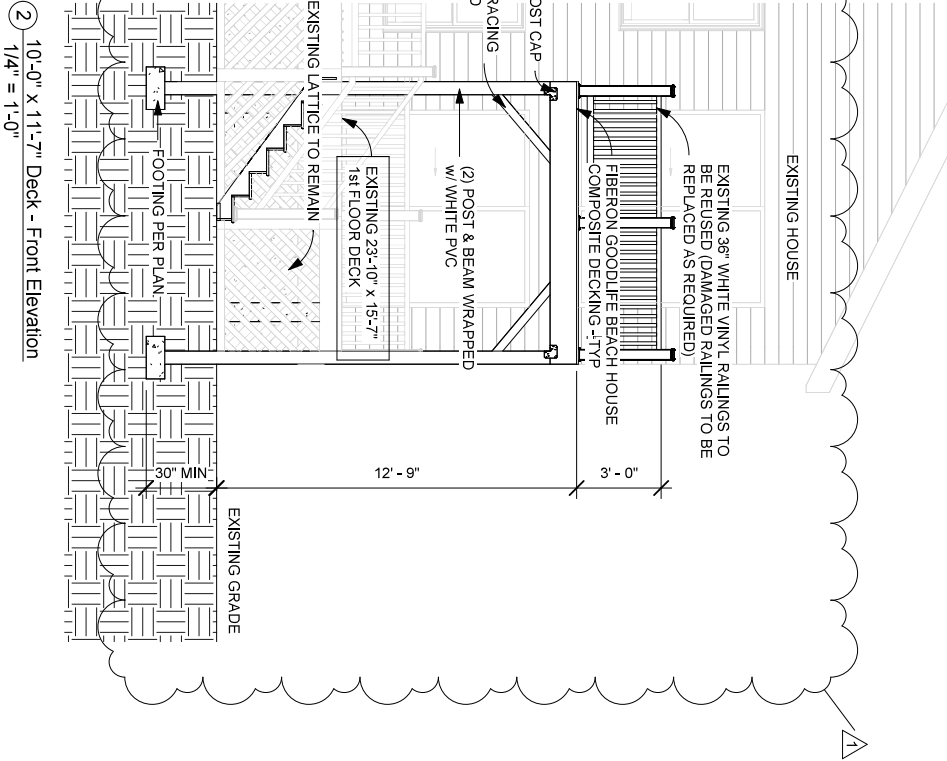 EXISTING HOUSE
EXISTING 36" WHITE VINYL RAILINGS TO
BE REUSED (DAMAGED RAILINGS TO BE
REPLACED AS REQUIRED)
FIBERON GOODLIFE BEACH HOUSE
COMPOSITE DECKING - TYP
OST CAP
RACING
D
(2) POST & BEAM WRAPPED
w/ WHITE PVC
EXISTING 23'-10" x 15'-7"
1st FLOOR DECK
EXISTING LATTICE TO REMAIN
FOOTING PER PLAN
3' - 0"
12' - 9"
30" MIN
EXISTING GRADE
1
2
10'-0" x 11'-7" Deck - Front Elevation
1/4" = 1'-0"